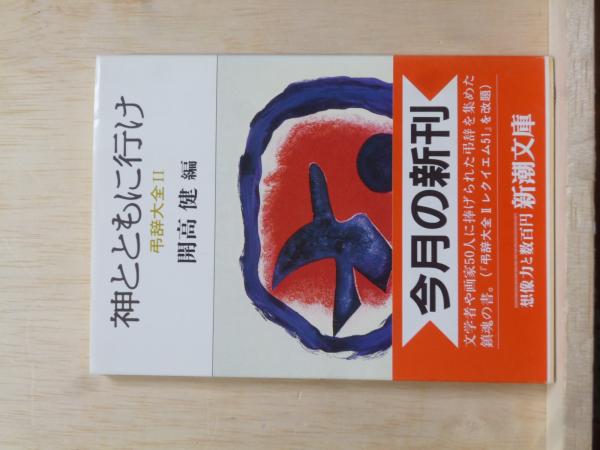 神とともに行け
弔辞大全II
開高 健 編
今月の新刊
文学者や画家50人に捧げられた弔辞を集めた
鎮魂の書。(『弔辞大全Ⅱレクイエム51』を改題)
想像力と数百円 新潮文庫